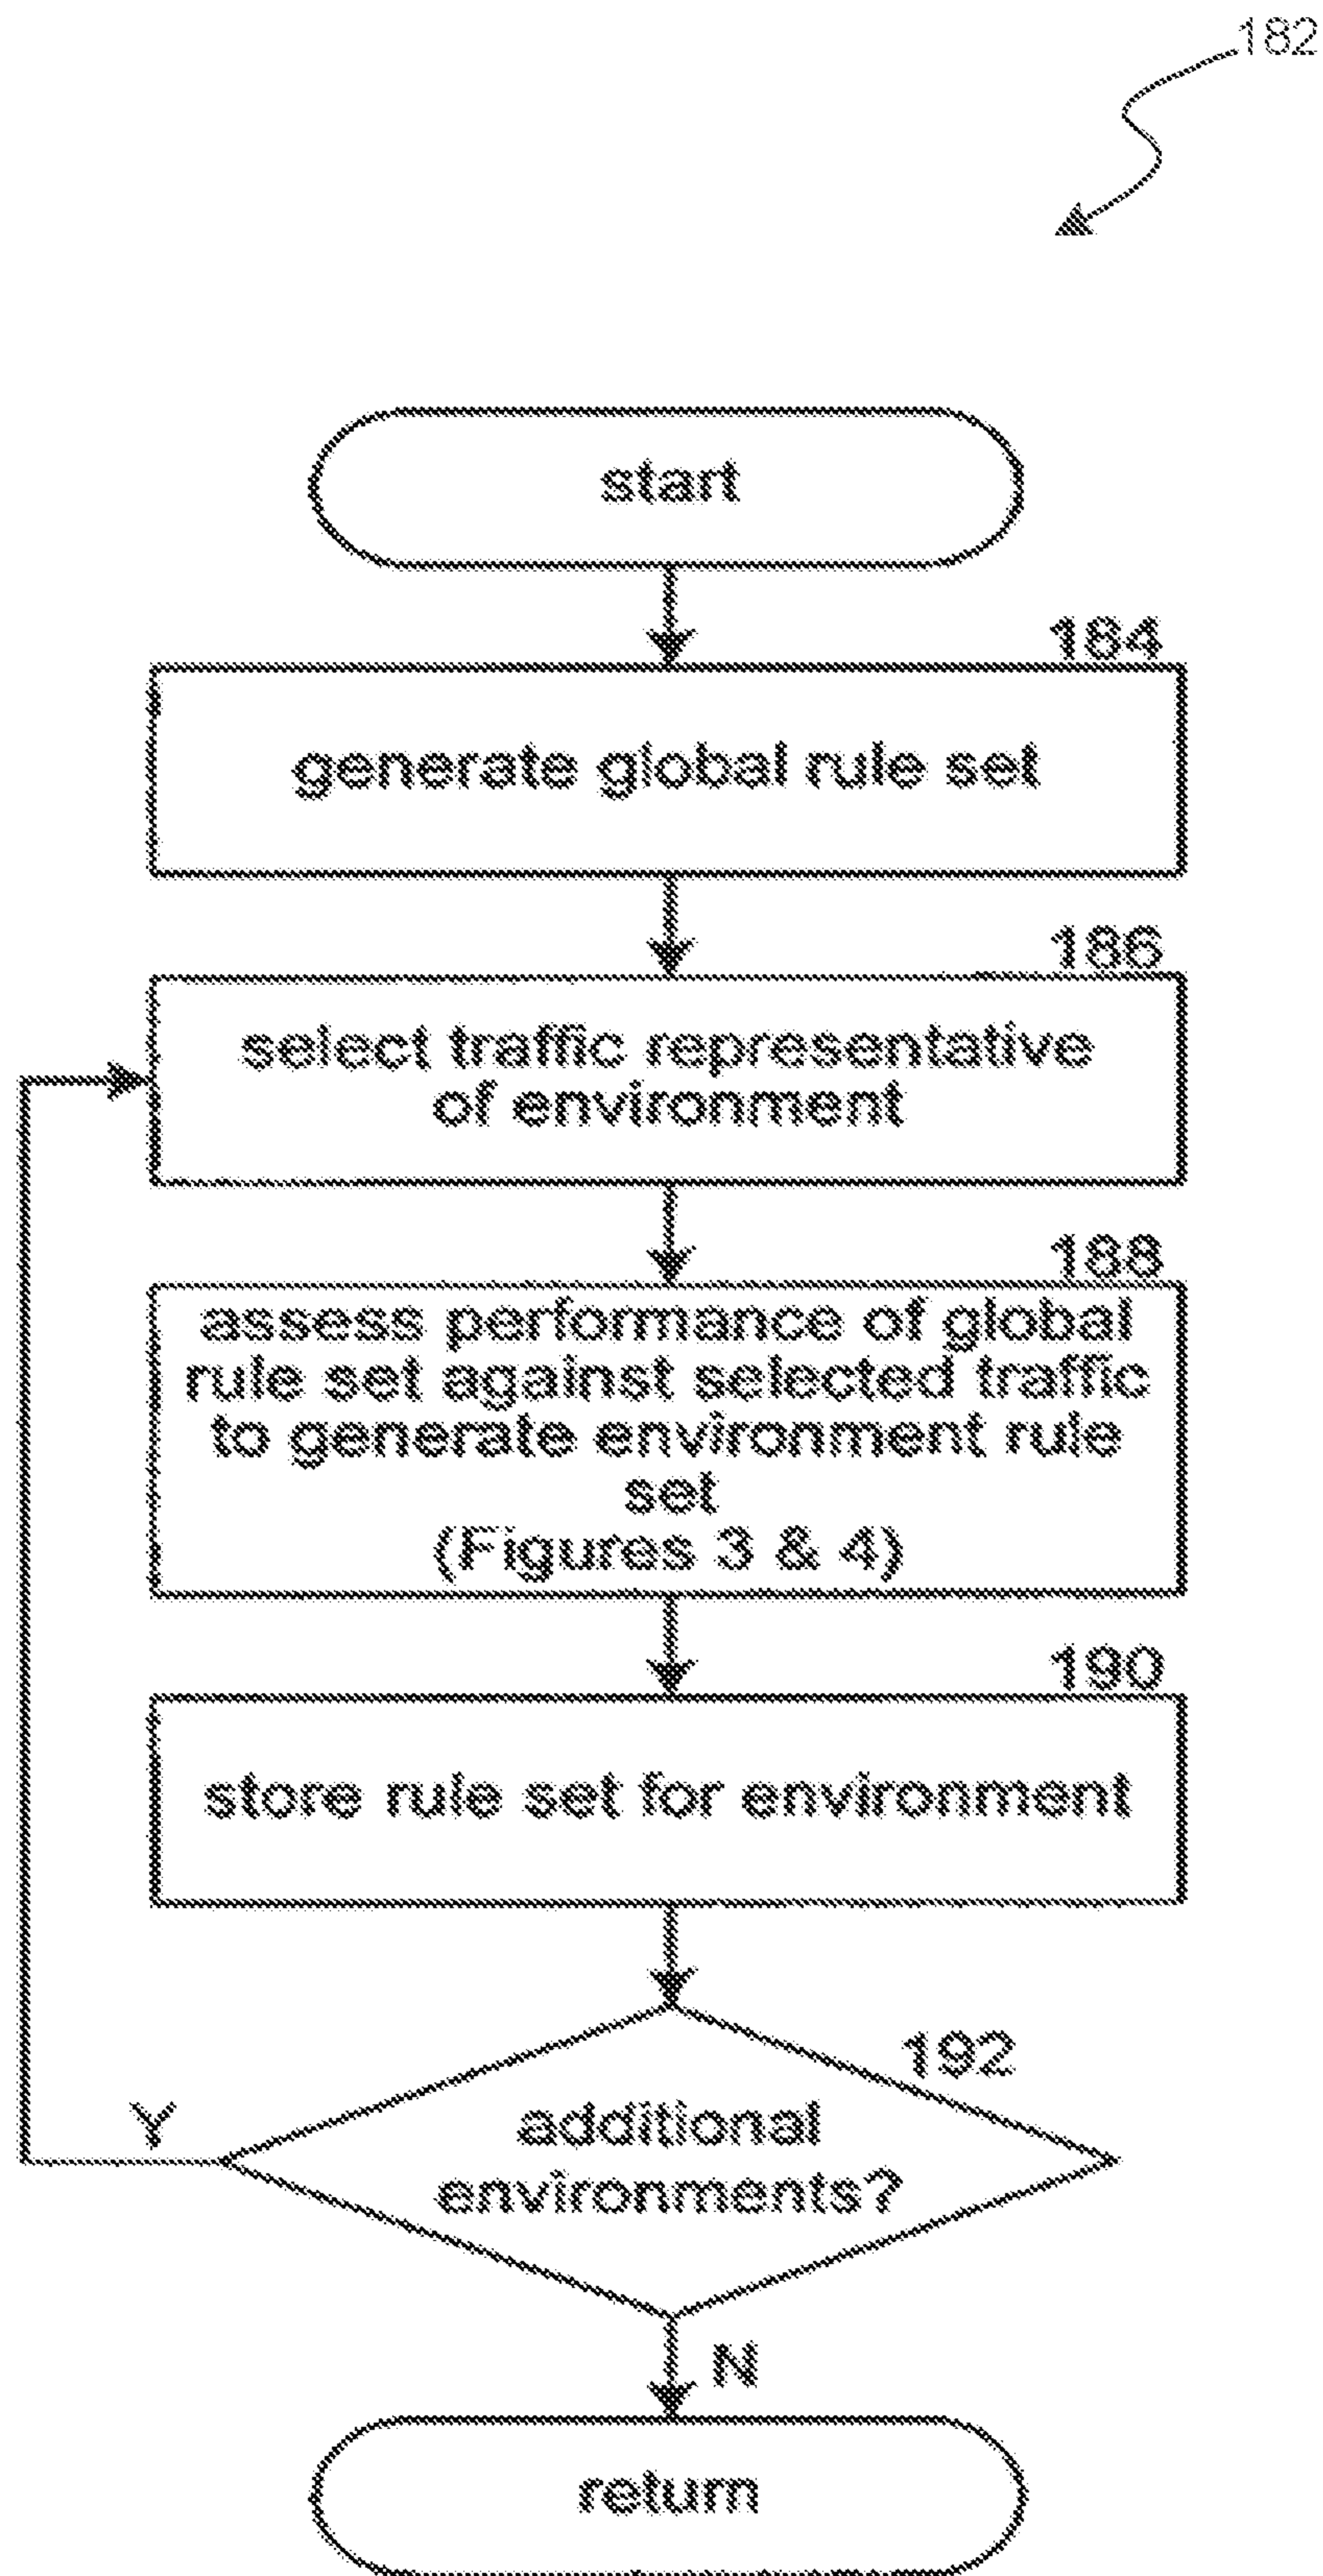 182
start
184
generate global rule set
186
select traffic representative
of environment
188
assess performance of global
rule set against selected traffic
to generate environment rule
set
(Figures 3 & 4)
190
store rule set for environment
192
additional
environments?
Y
N
return